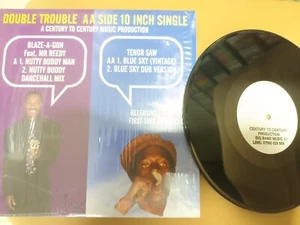 DOUBLE TROUBLE AA SIDE 10 INCH SINGLE
A CENTURY TO CENTURY MUSIC PRODUCTION
BLAZE-A-GON
Feat. MR REEDY
A 1. NUTTY BUDDY MAN
2. NUTTY BUDDY
DANCEHALL MIX
TENOR SAW
AA 1. BLUE SKY (VINTAGE)
2. BLUE SKY DUB VERSION
FIRST TIME
CENTURY TO CENTURY
PRODUCTION